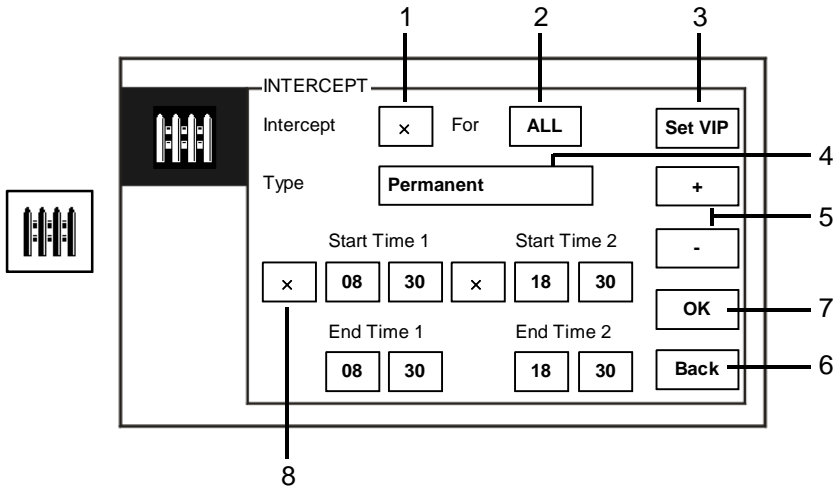 1 2 3
INTERCEPT
Intercept × For ALL Set VIP
4
Type Permanent +
5
Start Time 1 Start Time 2 -
× 08 30 × 18 30
OK 7
End Time 1 End Time 2
08 30 18 30 Back 6
8